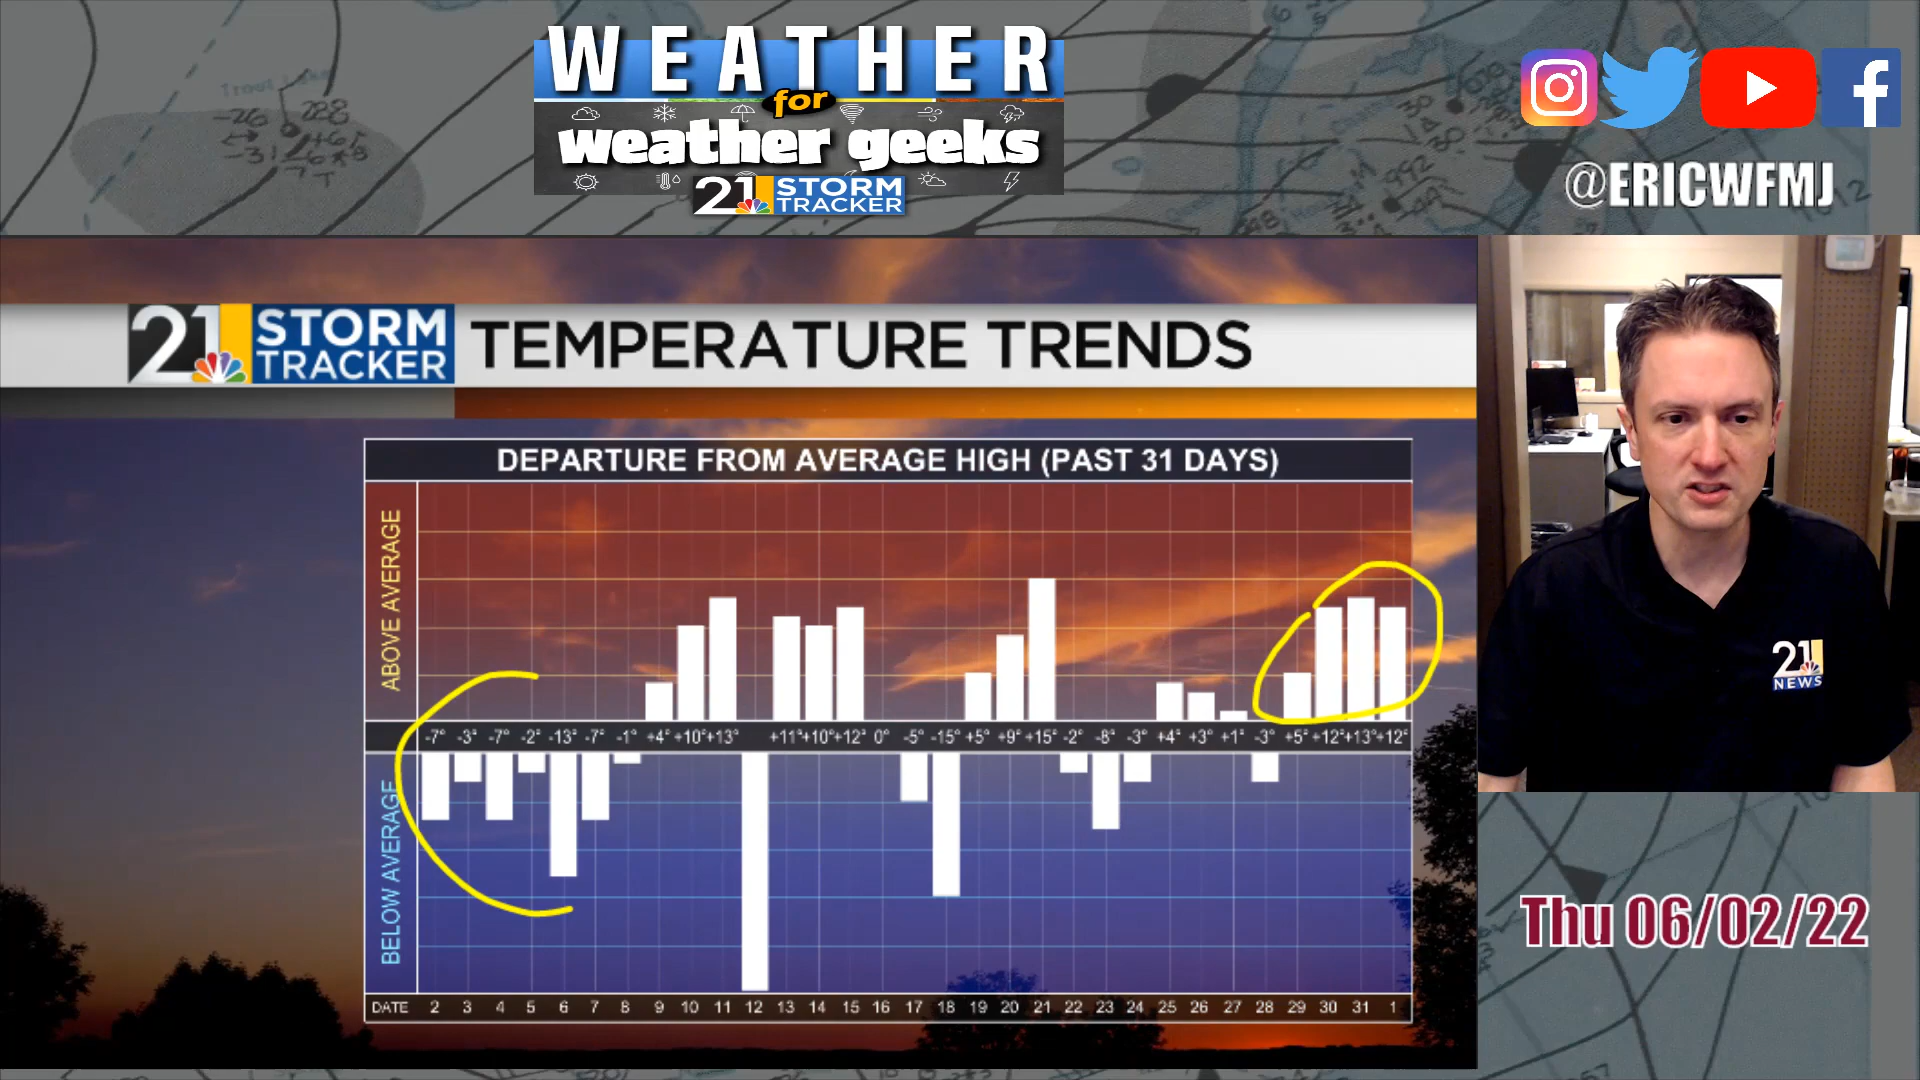 WEATHER
for
weather geeks
21 STORM
TRACKER
@ERICWFMJ
21 STORM
TRACKER
TEMPERATURE TRENDS
DEPARTURE FROM AVERAGE HIGH (PAST 31 DAYS)
ABOVE AVERAGE
-7° -3° -7° -2° -13° -7° -1° +4° +10° +13° +11° +10° +12° 0° -5° -15° +5° +9° +15° -2° -8° -3° +4° +3° +1° -3° +5° +12° +13° +12°
BELOW AVERAGE
DATE 2 3 4 5 6 7 8 9 10 11 12 13 14 15 16 17 18 19 20 21 22 23 24 25 26 27 28 29 30 31 1
21
NEWS
Thu 06/02/22